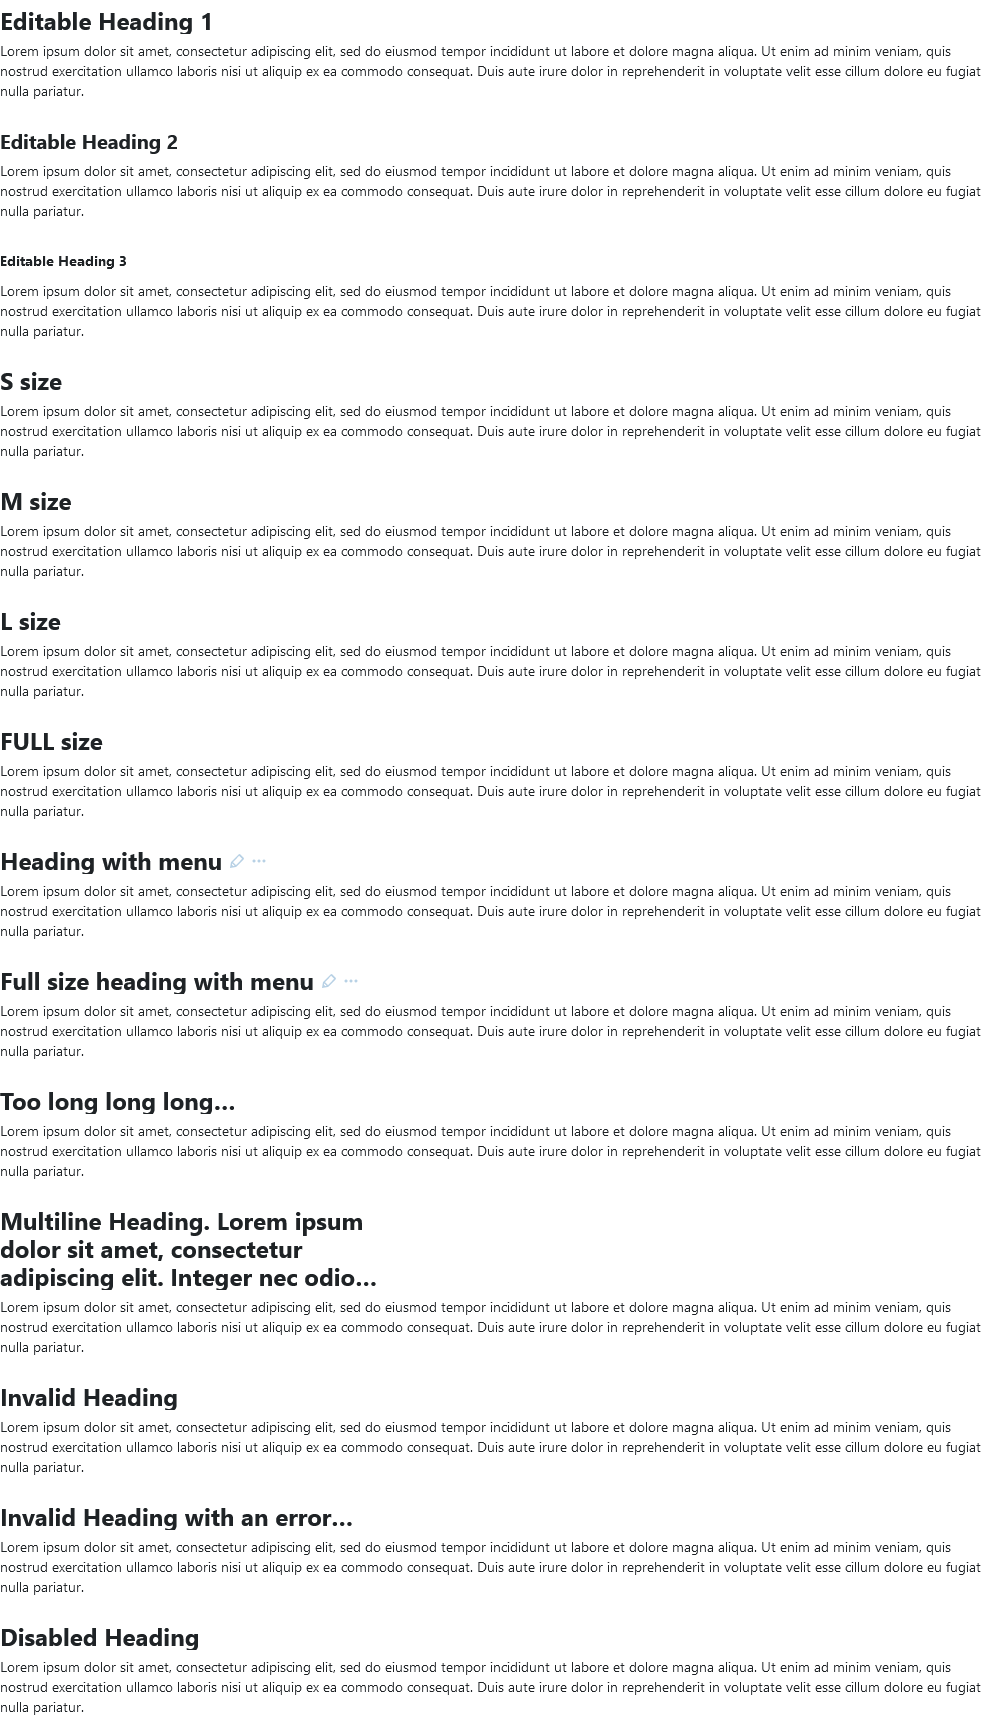 Editable Heading 1
Lorem ipsum dolor sit amet, consectetur adipiscing elit, sed do eiusmod tempor incididunt ut labore et dolore magna aliqua. Ut enim ad minim veniam, quis
nostrud exercitation ullamco laboris nisi ut aliquip ex ea commodo consequat. Duis aute irure dolor in reprehenderit in voluptate velit esse cillum dolore eu fugiat
nulla pariatur.
Editable Heading 2
Lorem ipsum dolor sit amet, consectetur adipiscing elit, sed do eiusmod tempor incididunt ut labore et dolore magna aliqua. Ut enim ad minim veniam, quis
nostrud exercitation ullamco laboris nisi ut aliquip ex ea commodo consequat. Duis aute irure dolor in reprehenderit in voluptate velit esse cillum dolore eu fugiat
nulla pariatur.
Editable Heading 3
Lorem ipsum dolor sit amet, consectetur adipiscing elit, sed do eiusmod tempor incididunt ut labore et dolore magna aliqua. Ut enim ad minim veniam, quis
nostrud exercitation ullamco laboris nisi ut aliquip ex ea commodo consequat. Duis aute irure dolor in reprehenderit in voluptate velit esse cillum dolore eu fugiat
nulla pariatur.
S size
Lorem ipsum dolor sit amet, consectetur adipiscing elit, sed do eiusmod tempor incididunt ut labore et dolore magna aliqua. Ut enim ad minim veniam, quis
nostrud exercitation ullamco laboris nisi ut aliquip ex ea commodo consequat. Duis aute irure dolor in reprehenderit in voluptate velit esse cillum dolore eu fugiat
nulla pariatur.
M size
Lorem ipsum dolor sit amet, consectetur adipiscing elit, sed do eiusmod tempor incididunt ut labore et dolore magna aliqua. Ut enim ad minim veniam, quis
nostrud exercitation ullamco laboris nisi ut aliquip ex ea commodo consequat. Duis aute irure dolor in reprehenderit in voluptate velit esse cillum dolore eu fugiat
nulla pariatur.
L size
Lorem ipsum dolor sit amet, consectetur adipiscing elit, sed do eiusmod tempor incididunt ut labore et dolore magna aliqua. Ut enim ad minim veniam, quis
nostrud exercitation ullamco laboris nisi ut aliquip ex ea commodo consequat. Duis aute irure dolor in reprehenderit in voluptate velit esse cillum dolore eu fugiat
nulla pariatur.
FULL size
Lorem ipsum dolor sit amet, consectetur adipiscing elit, sed do eiusmod tempor incididunt ut labore et dolore magna aliqua. Ut enim ad minim veniam, quis
nostrud exercitation ullamco laboris nisi ut aliquip ex ea commodo consequat. Duis aute irure dolor in reprehenderit in voluptate velit esse cillum dolore eu fugiat
nulla pariatur.
Heading with menu
Lorem ipsum dolor sit amet, consectetur adipiscing elit, sed do eiusmod tempor incididunt ut labore et dolore magna aliqua. Ut enim ad minim veniam, quis
nostrud exercitation ullamco laboris nisi ut aliquip ex ea commodo consequat. Duis aute irure dolor in reprehenderit in voluptate velit esse cillum dolore eu fugiat
nulla pariatur.
Full size heading with menu
Lorem ipsum dolor sit amet, consectetur adipiscing elit, sed do eiusmod tempor incididunt ut labore et dolore magna aliqua. Ut enim ad minim veniam, quis
nostrud exercitation ullamco laboris nisi ut aliquip ex ea commodo consequat. Duis aute irure dolor in reprehenderit in voluptate velit esse cillum dolore eu fugiat
nulla pariatur.
Too long long long...
Lorem ipsum dolor sit amet, consectetur adipiscing elit, sed do eiusmod tempor incididunt ut labore et dolore magna aliqua. Ut enim ad minim veniam, quis
nostrud exercitation ullamco laboris nisi ut aliquip ex ea commodo consequat. Duis aute irure dolor in reprehenderit in voluptate velit esse cillum dolore eu fugiat
nulla pariatur.
Multiline Heading. Lorem ipsum
dolor sit amet, consectetur
adipiscing elit. Integer nec odio...
Lorem ipsum dolor sit amet, consectetur adipiscing elit, sed do eiusmod tempor incididunt ut labore et dolore magna aliqua. Ut enim ad minim veniam, quis
nostrud exercitation ullamco laboris nisi ut aliquip ex ea commodo consequat. Duis aute irure dolor in reprehenderit in voluptate velit esse cillum dolore eu fugiat
nulla pariatur.
Invalid Heading
Lorem ipsum dolor sit amet, consectetur adipiscing elit, sed do eiusmod tempor incididunt ut labore et dolore magna aliqua. Ut enim ad minim veniam, quis
nostrud exercitation ullamco laboris nisi ut aliquip ex ea commodo consequat. Duis aute irure dolor in reprehenderit in voluptate velit esse cillum dolore eu fugiat
nulla pariatur.
Invalid Heading with an error...
Lorem ipsum dolor sit amet, consectetur adipiscing elit, sed do eiusmod tempor incididunt ut labore et dolore magna aliqua. Ut enim ad minim veniam, quis
nostrud exercitation ullamco laboris nisi ut aliquip ex ea commodo consequat. Duis aute irure dolor in reprehenderit in voluptate velit esse cillum dolore eu fugiat
nulla pariatur.
Disabled Heading
Lorem ipsum dolor sit amet, consectetur adipiscing elit, sed do eiusmod tempor incididunt ut labore et dolore magna aliqua. Ut enim ad minim veniam, quis
nostrud exercitation ullamco laboris nisi ut aliquip ex ea commodo consequat. Duis aute irure dolor in reprehenderit in voluptate velit esse cillum dolore eu fugiat
nulla pariatur.